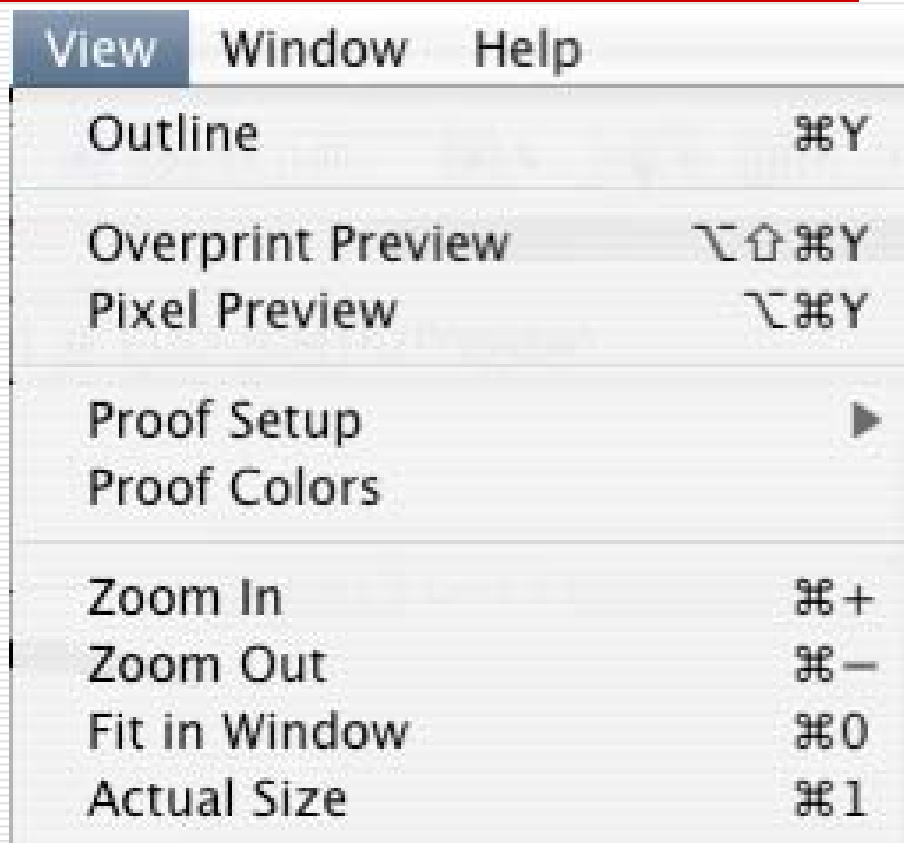 View Window Help
Outline ⌘Y
Overprint Preview ⌥⇧⌘Y
Pixel Preview ⌥⌘Y
Proof Setup ▶
Proof Colors
Zoom In ⌘+
Zoom Out ⌘−
Fit in Window ⌘0
Actual Size ⌘1